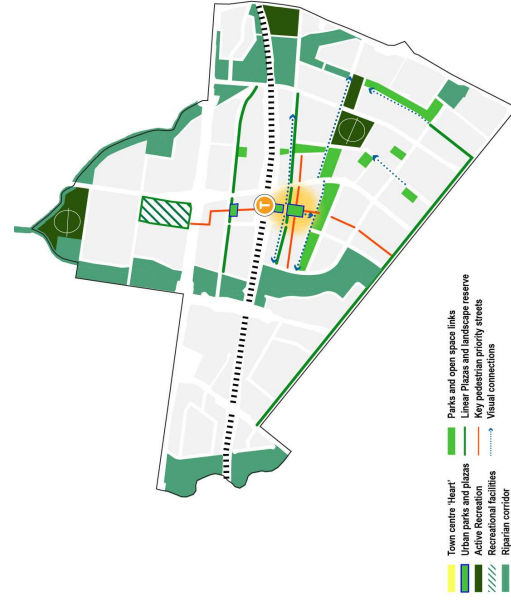 T
Town centre 'Heart'
Urban parks and plazas
Active Recreation
Recreational facilities
Riparian corridor
Parks and open space links
Linear Plazas and landscape reserve
Key pedestrian priority streets
Visual connections